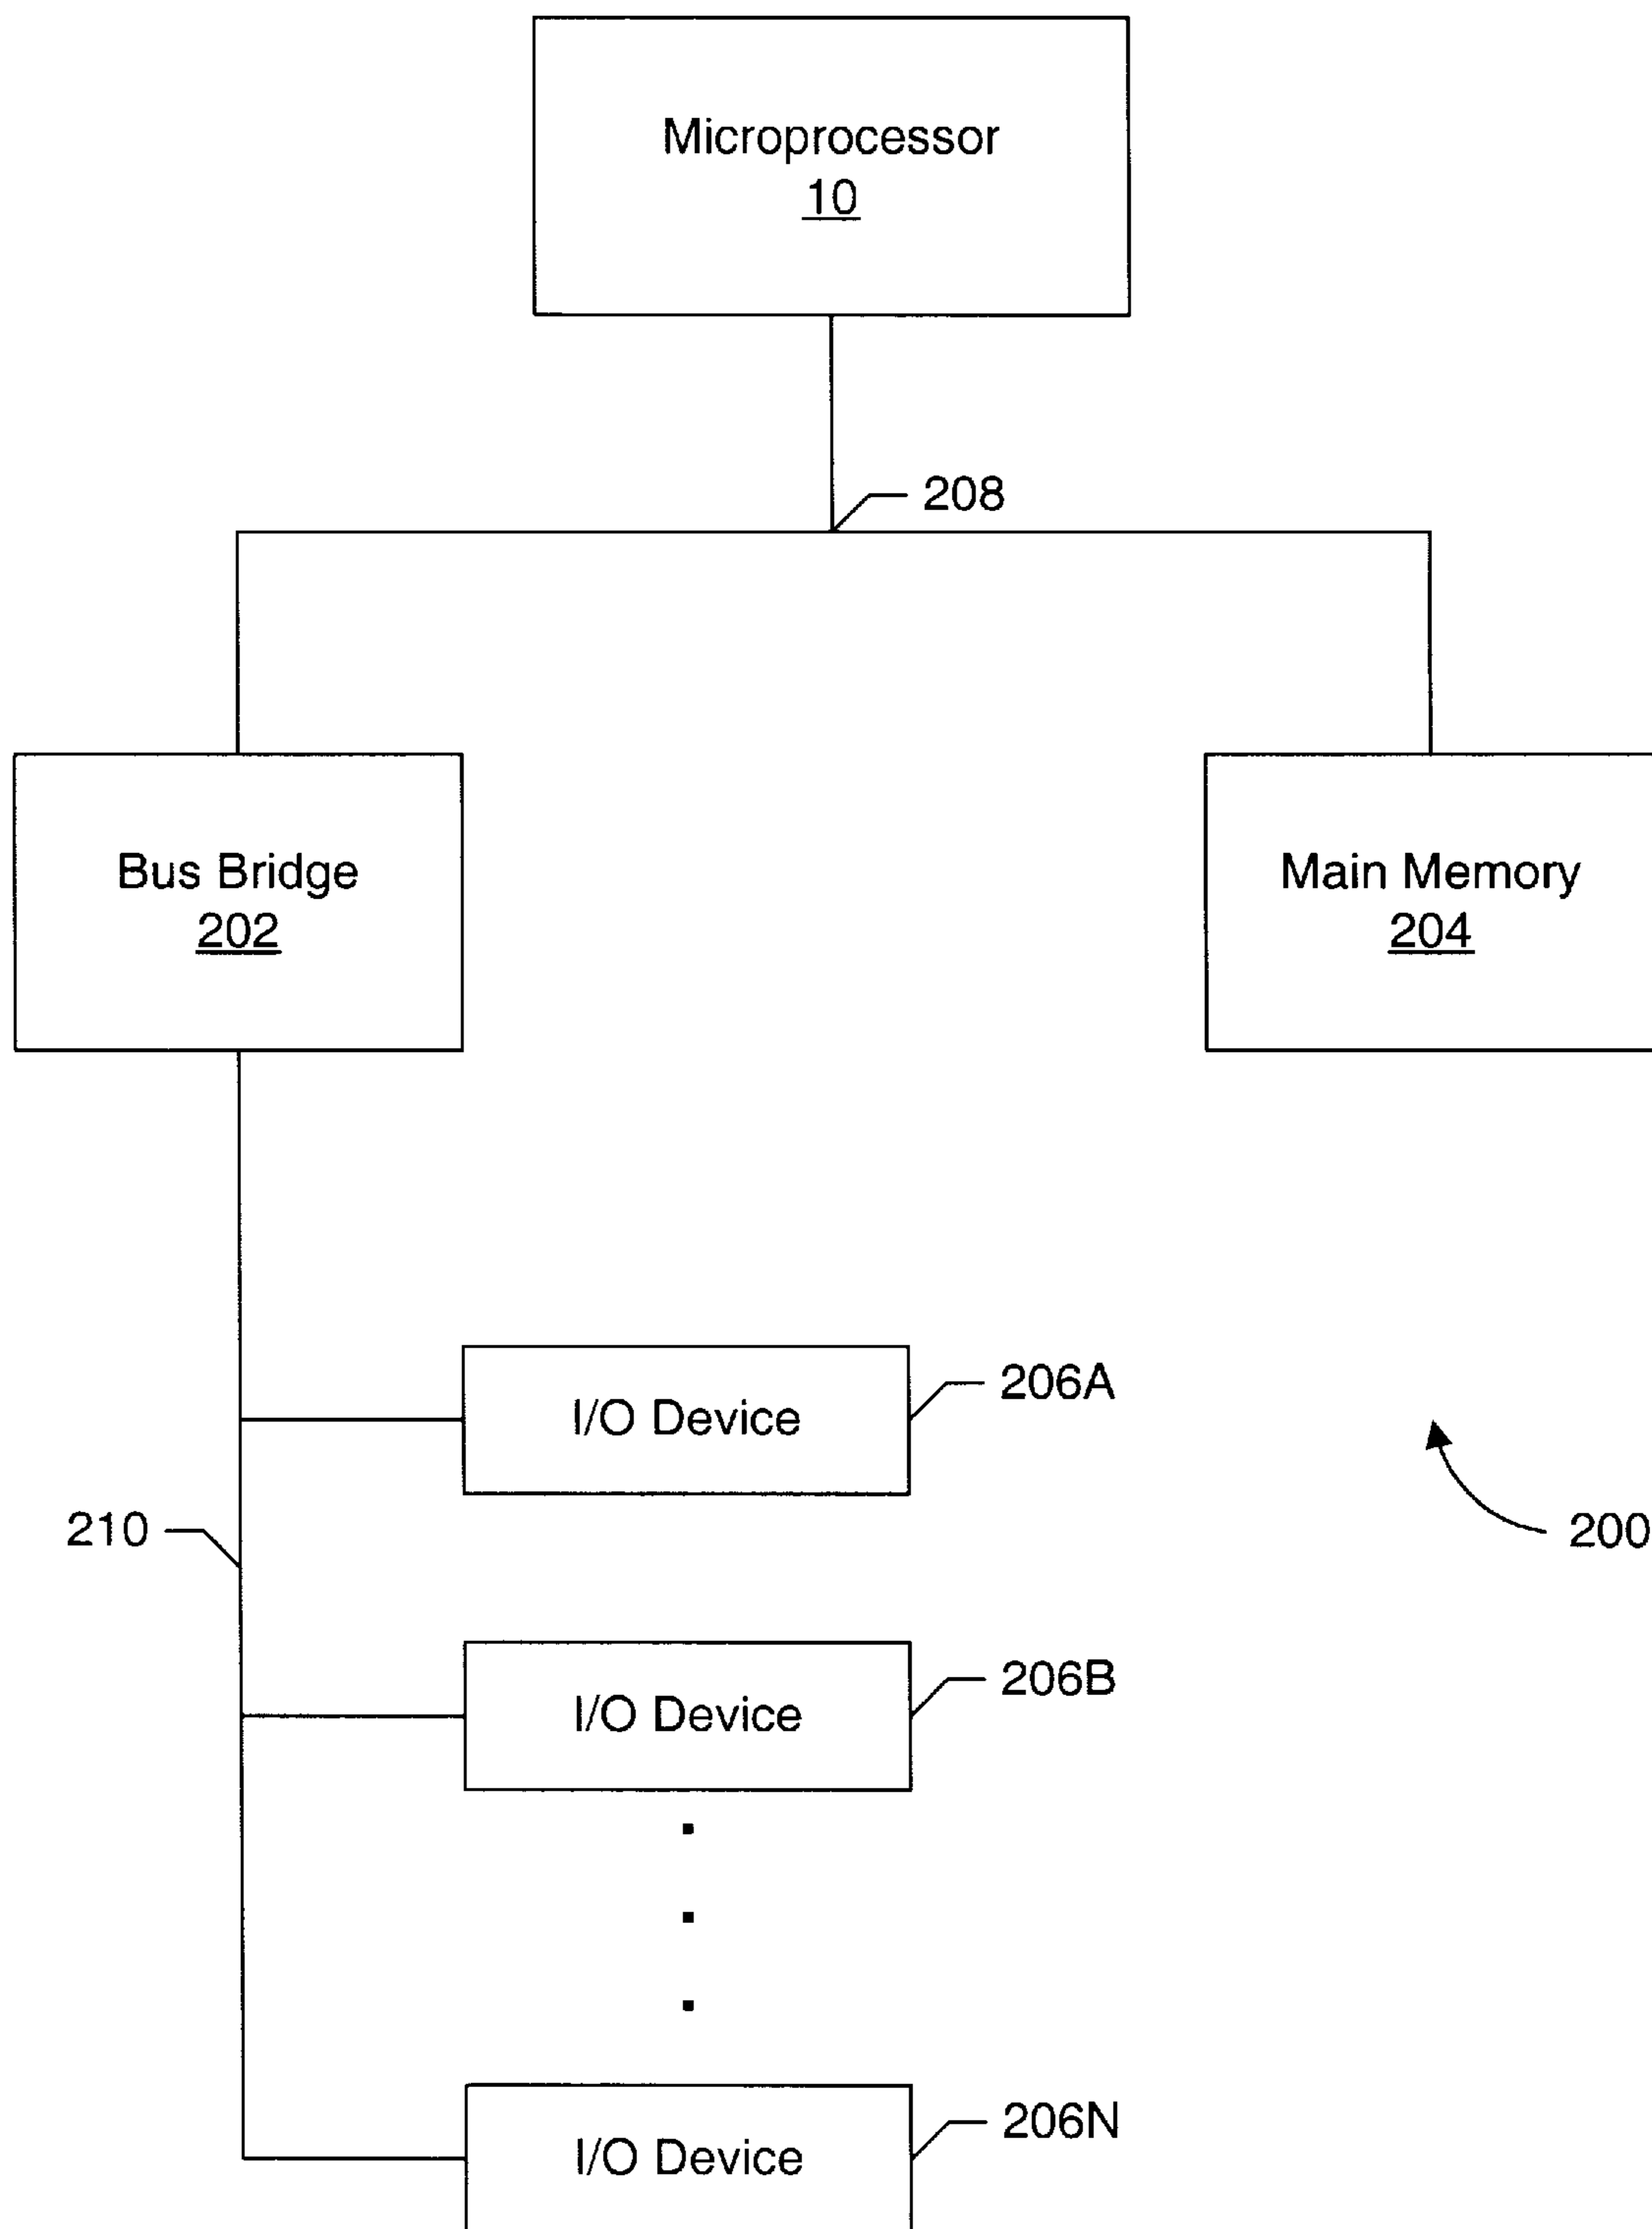 Microprocessor
10
208
Bus Bridge
202
Main Memory
204
I/O Device
206A
210
200
I/O Device
206B
I/O Device
206N